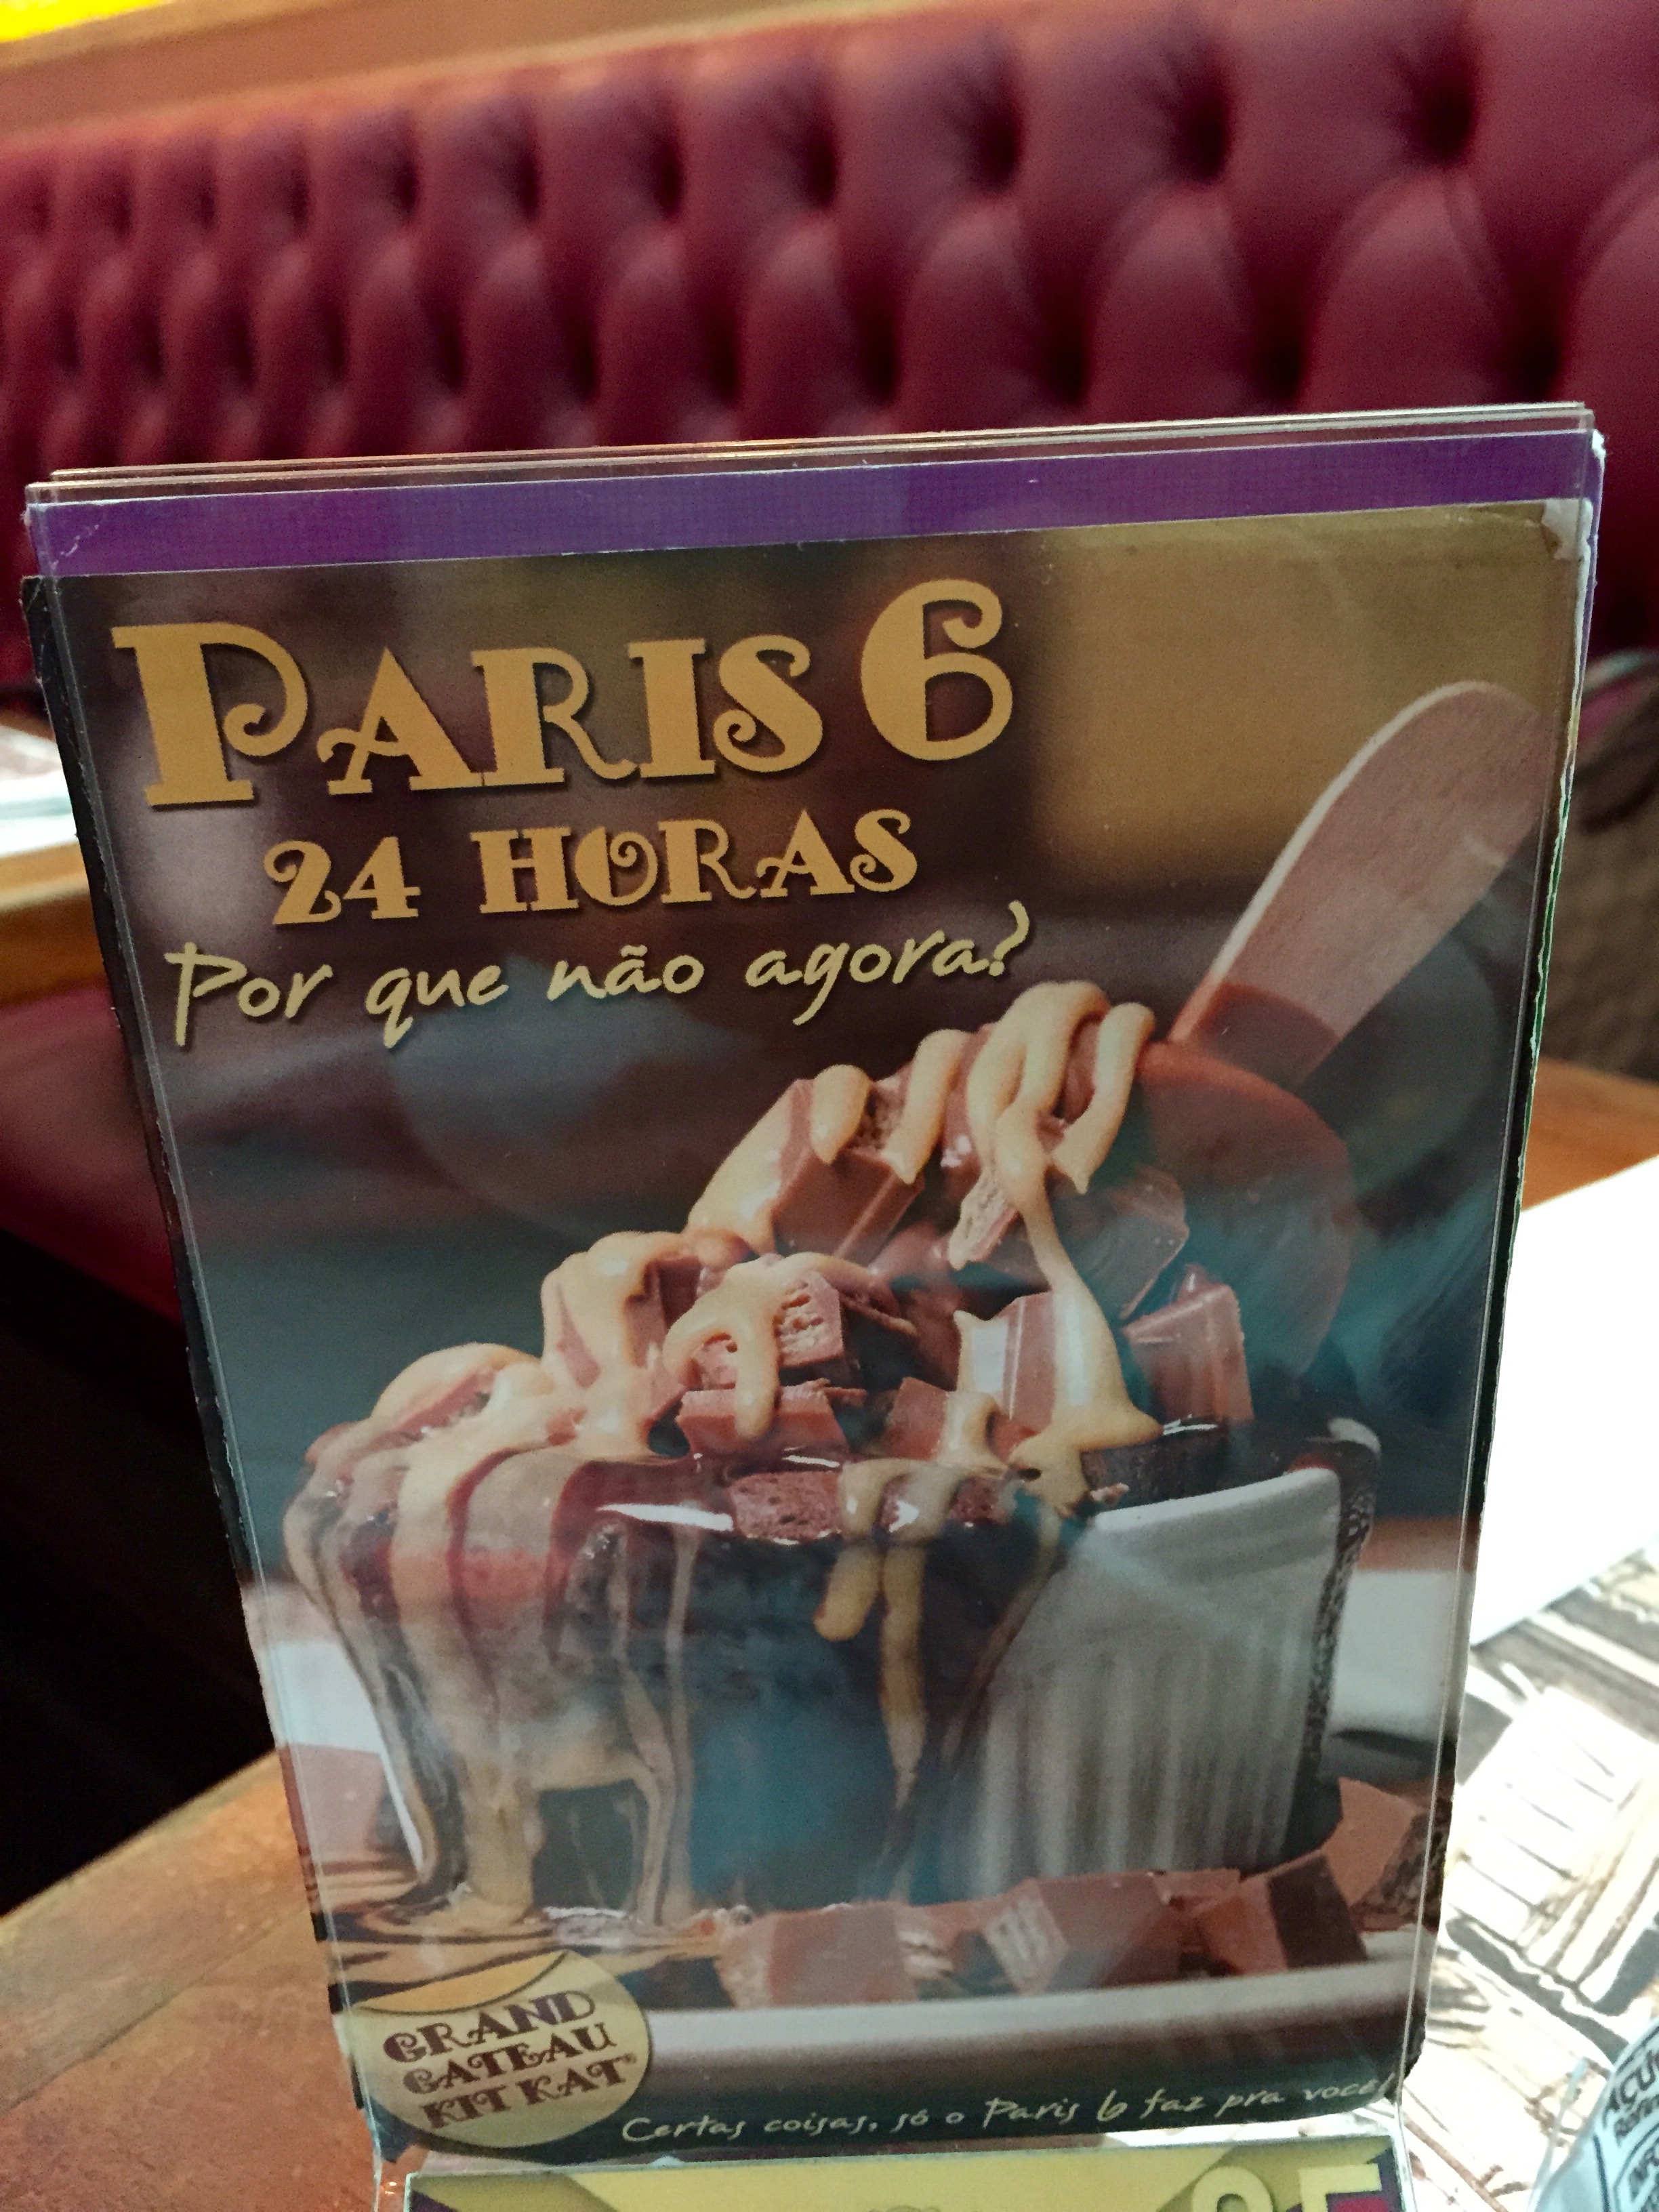 PARIS 6
24 HORAS
Por que não agora?
GRAND
GATEAU
KIT KAT®
Certas coisas, só o Paris 6 faz pra você!